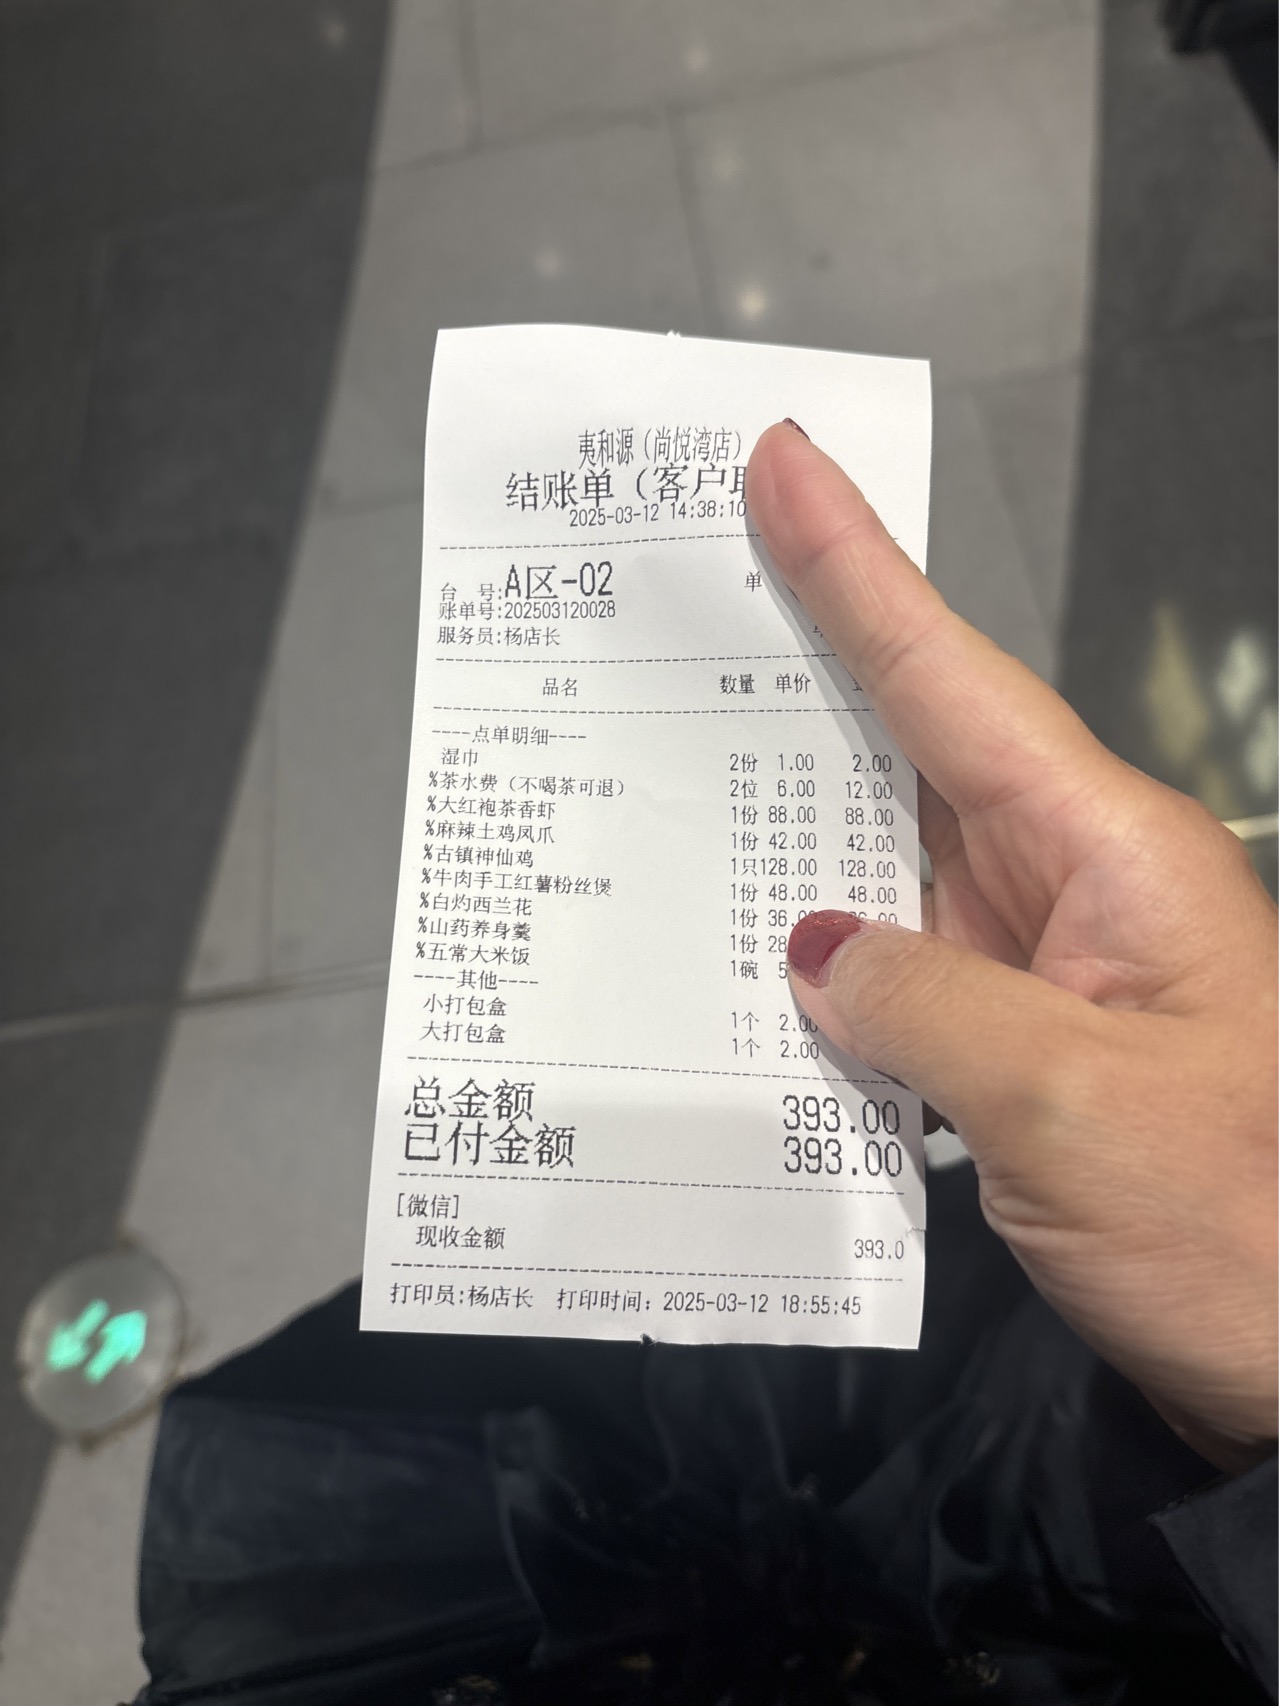 夷和源（尚悦湾店）
结账单（客户
2025-03-12 14:38:10
台 号:A区-02 单
账单号:202503120028
服务员:杨店长
品名 数量 单价
----点单明细----
湿巾 2份 1.00 2.00
%茶水费（不喝茶可退） 2位 6.00 12.00
%大红袍茶香虾 1份 88.00 88.00
%麻辣土鸡凤爪 1份 42.00 42.00
%古镇神仙鸡 1只128.00 128.00
%牛肉手工红薯粉丝煲 1份 48.00 48.00
%白灼西兰花 1份 36.
%山药养身羹 1份 28
%五常大米饭 1碗 5
----其他----
小打包盒 1个 2.00
大打包盒 1个 2.00
总金额 393.00
已付金额 393.00
[微信]
现收金额 393.0
打印员:杨店长 打印时间：2025-03-12 18:55:45